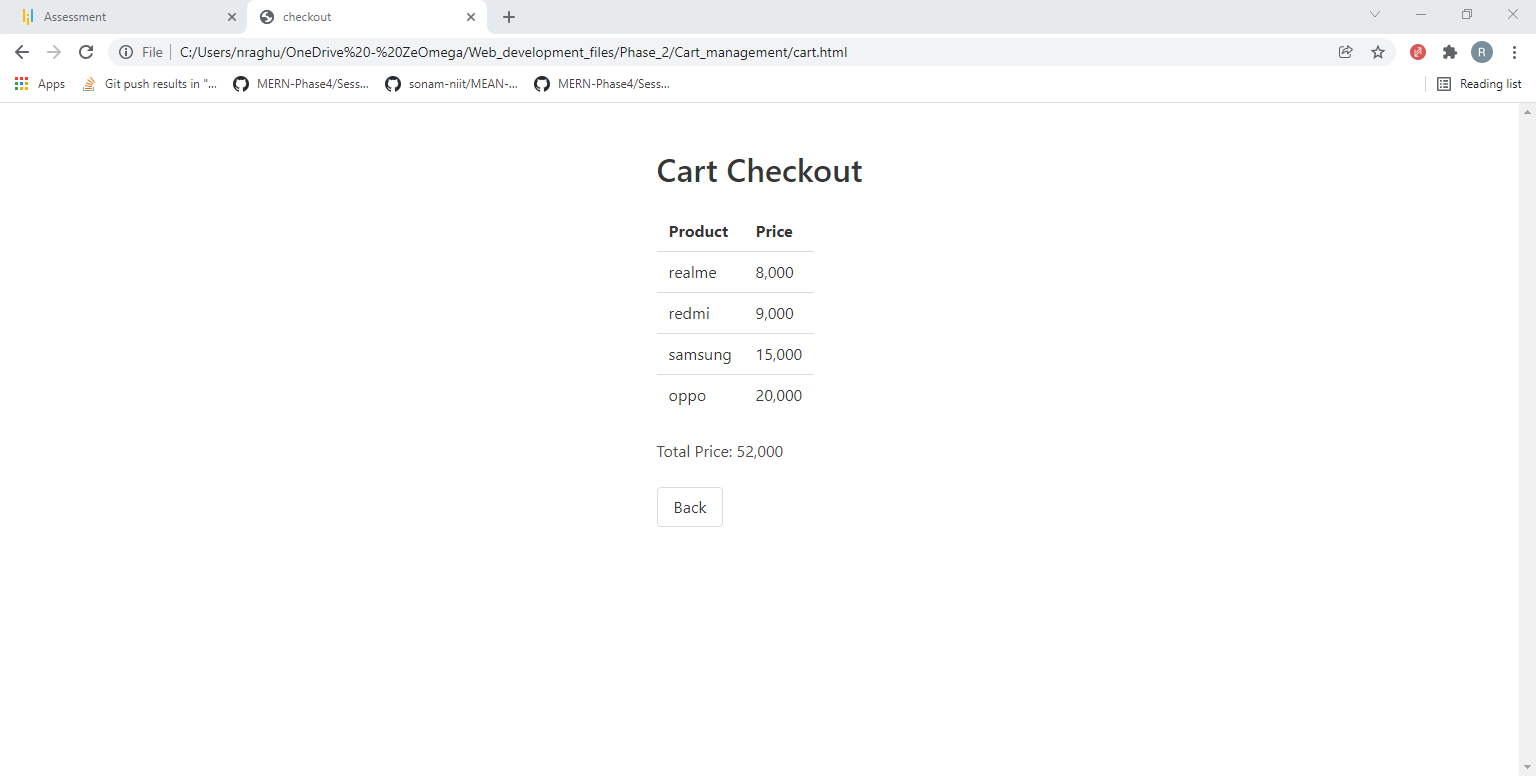 Assessment
checkout
File C:/Users/nraghu/OneDrive%20-%20ZeOmega/Web_development_files/Phase_2/Cart_management/cart.html
R
Apps Git push results in "... MERN-Phase4/Sess... sonam-niit/MEAN-... MERN-Phase4/Sess... Reading list
Cart Checkout
Product Price
realme 8,000
redmi 9,000
samsung 15,000
oppo 20,000
Total Price: 52,000
Back